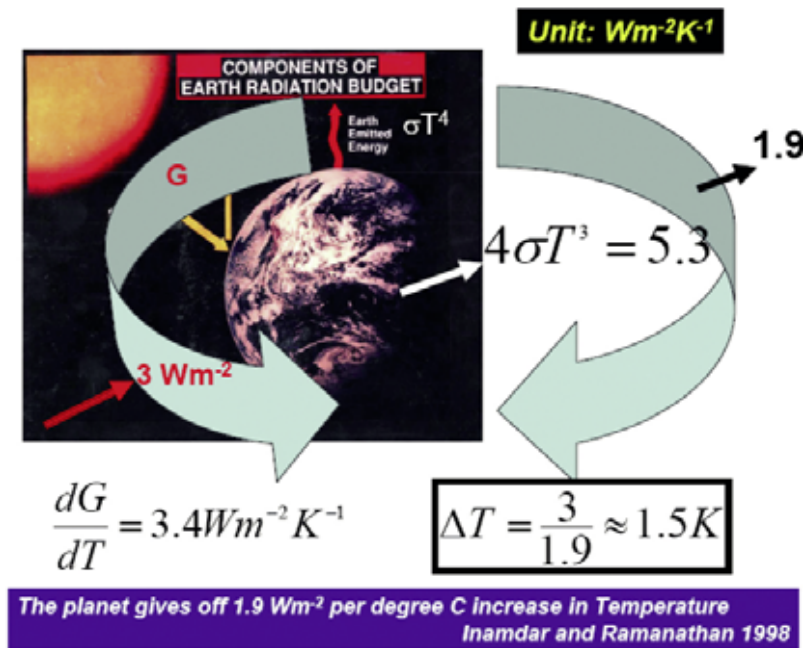 Unit: Wm⁻²K⁻¹
COMPONENTS OF
EARTH RADIATION BUDGET
Earth
Emitted
Energy
σT⁴
G
1.9
4σT³ = 5.3
3 Wm⁻²
dG/dT = 3.4Wm⁻²K⁻¹
ΔT = 3/1.9 ≈ 1.5K
The planet gives off 1.9 Wm⁻² per degree C increase in Temperature
Inamdar and Ramanathan 1998